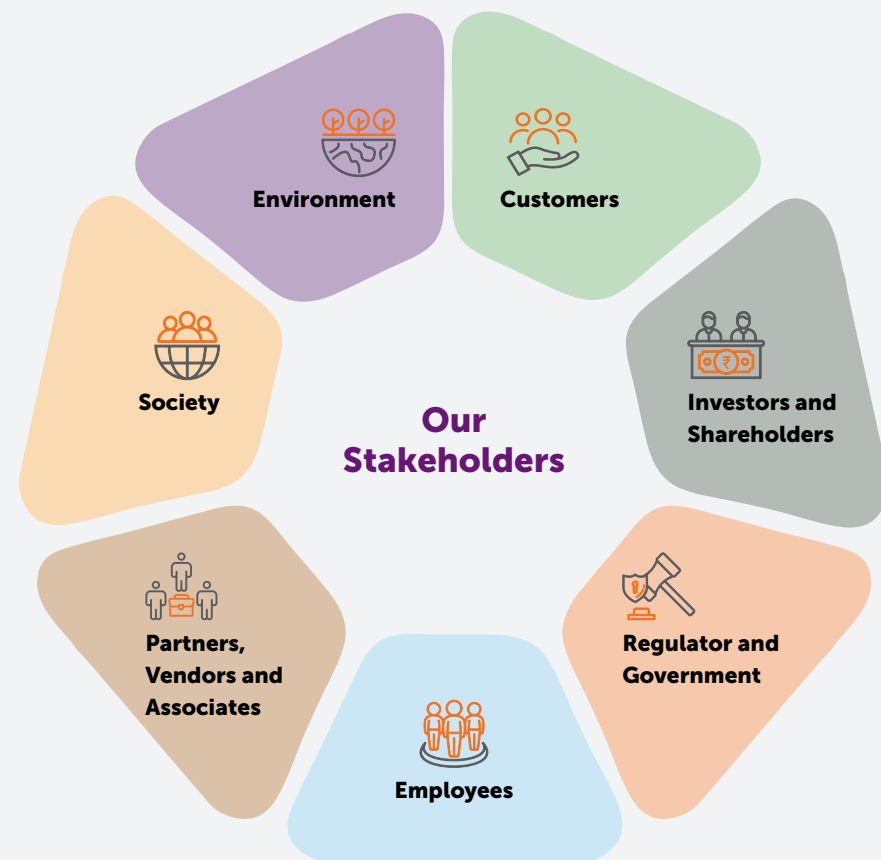 Environment
Customers
Society
Investors and
Shareholders
Our
Stakeholders
Partners,
Vendors and
Associates
Regulator and
Government
Employees
₹